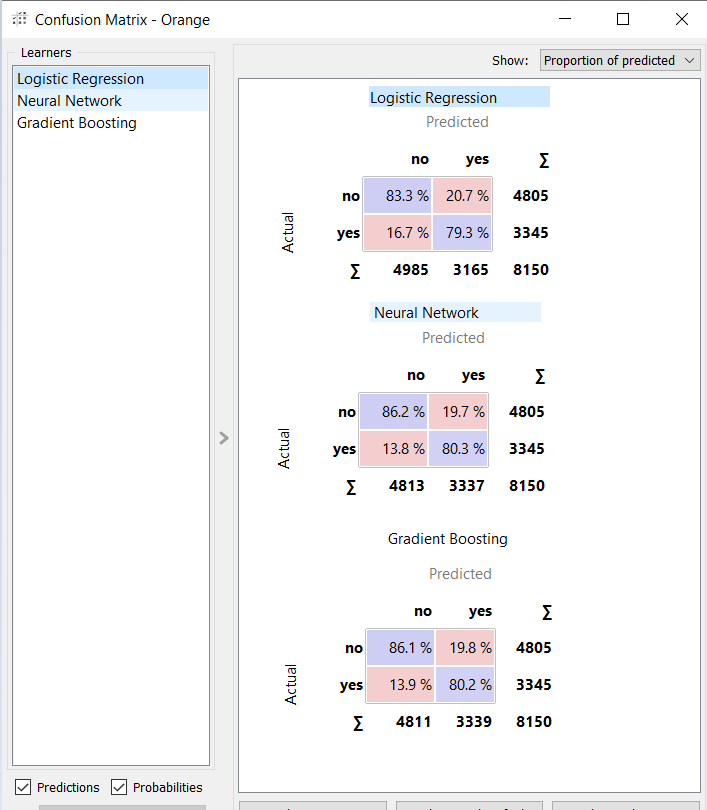 Confusion Matrix - Orange
Learners
Logistic Regression
Neural Network
Gradient Boosting
Show: Proportion of predicted
Logistic Regression
Predicted
no yes ∑
no 83.3 % 20.7 % 4805
Actual
yes 16.7 % 79.3 % 3345
∑ 4985 3165 8150
Neural Network
Predicted
no yes ∑
no 86.2 % 19.7 % 4805
Actual
yes 13.8 % 80.3 % 3345
∑ 4813 3337 8150
Gradient Boosting
Predicted
no yes ∑
no 86.1 % 19.8 % 4805
Actual
yes 13.9 % 80.2 % 3345
∑ 4811 3339 8150
Predictions Probabilities